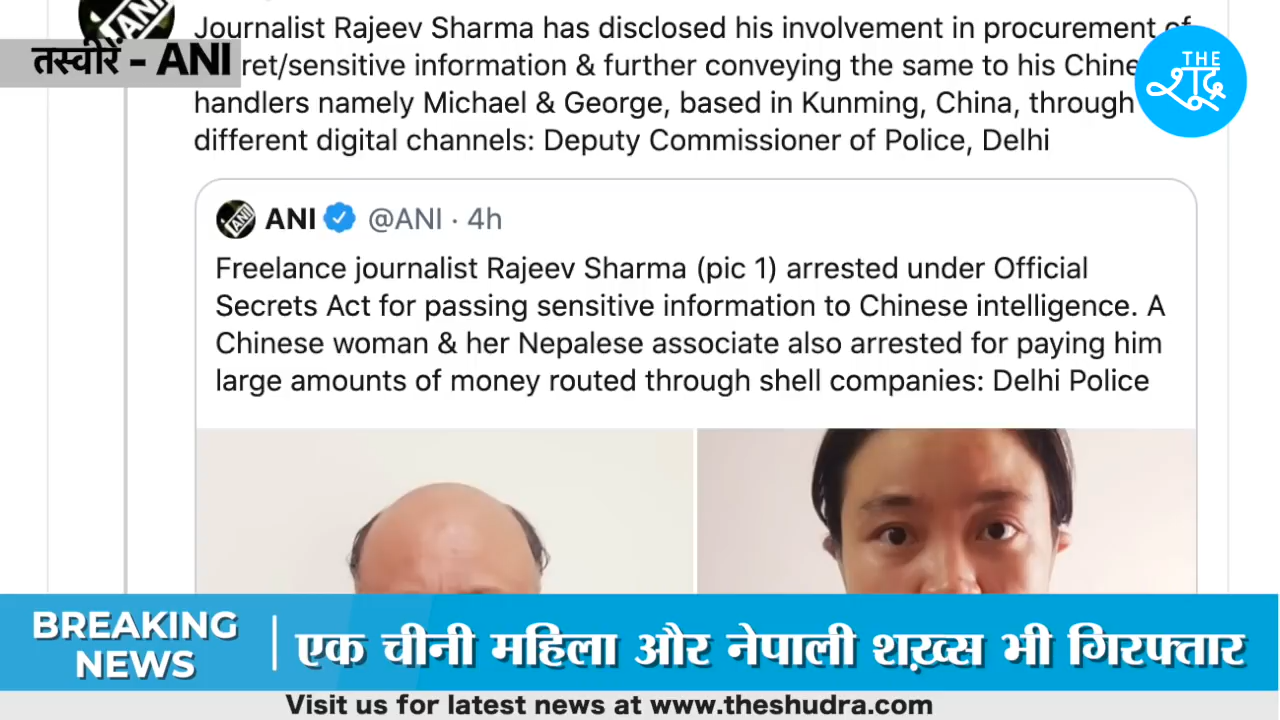 Journalist Rajeev Sharma has disclosed his involvement in procurement of
तस्वीरें - ANI
THE
शूद्र
ret/sensitive information & further conveying the same to his Chine
handlers namely Michael & George, based in Kunming, China, through
different digital channels: Deputy Commissioner of Police, Delhi
ANI @ANI · 4h
Freelance journalist Rajeev Sharma (pic 1) arrested under Official
Secrets Act for passing sensitive information to Chinese intelligence. A
Chinese woman & her Nepalese associate also arrested for paying him
large amounts of money routed through shell companies: Delhi Police
BREAKING
NEWS
एक चीनी महिला और नेपाली शख़्स भी गिरफ्तार
Visit us for latest news at www.theshudra.com